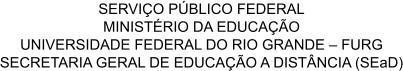 SERVIÇO PÚBLICO FEDERAL
MINISTÉRIO DA EDUCAÇÃO
UNIVERSIDADE FEDERAL DO RIO GRANDE – FURG
SECRETARIA GERAL DE EDUCAÇÃO A DISTÂNCIA (SEaD)